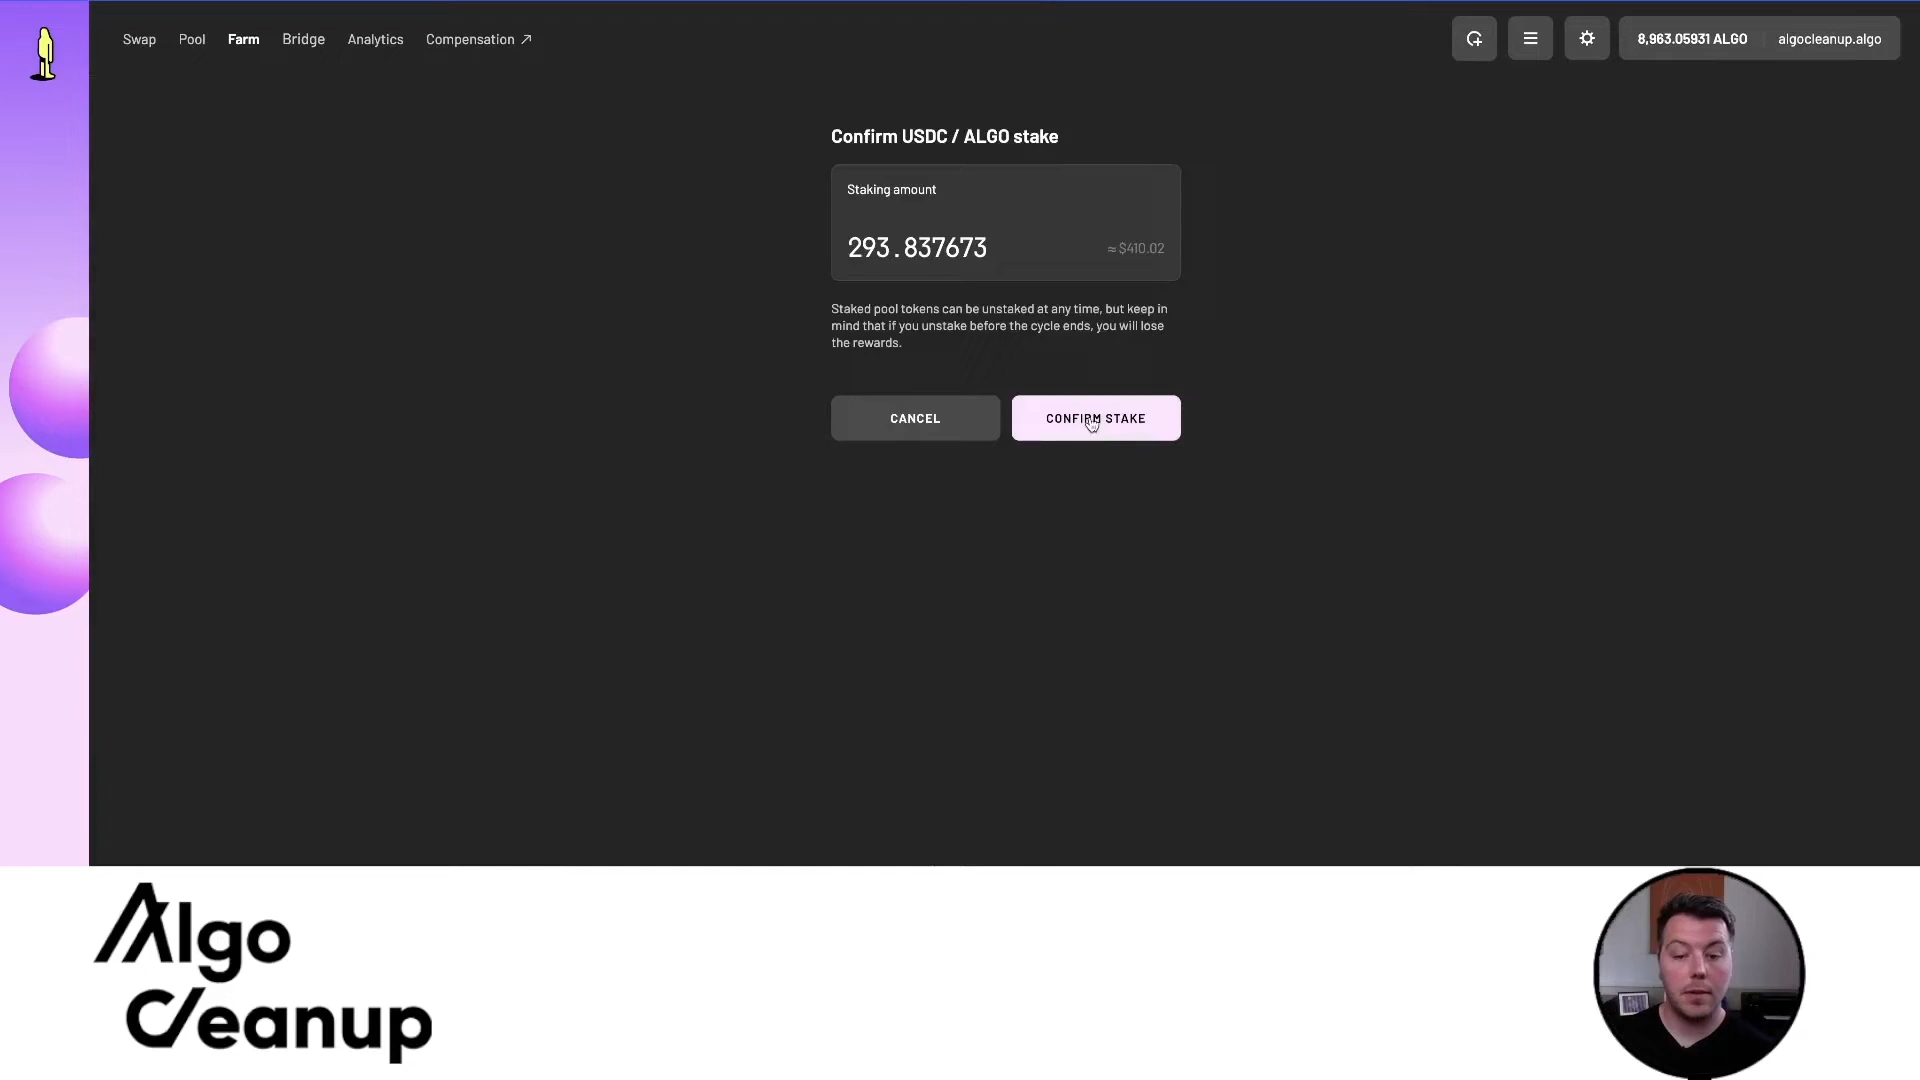 Swap
Pool
Farm
Bridge
Analytics
Compensation ↗
8,963.05931 ALGO
algocleanup.algo
Confirm USDC / ALGO stake
Staking amount
293.837673
≈ $410.02
Staked pool tokens can be unstaked at any time, but keep in
mind that if you unstake before the cycle ends, you will lose
the rewards.
CANCEL
CONFIRM STAKE
Algo
Cleanup